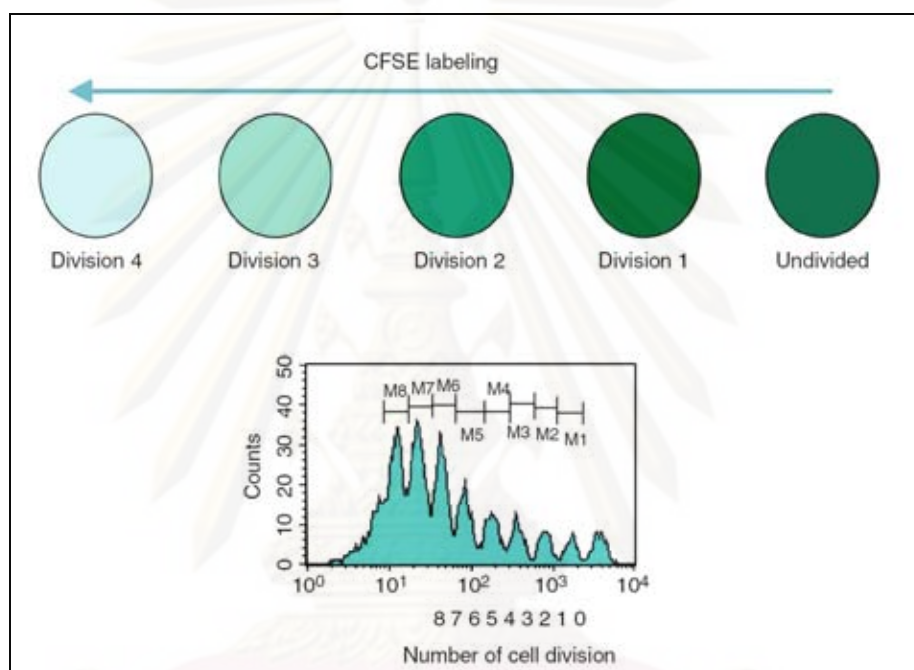 CFSE labeling
Division 4 Division 3 Division 2 Division 1 Undivided
50
40
30
20
10
0
Counts
M8 M7 M6 M4
M5 M3 M2 M1
10⁰ 10¹ 10² 10³ 10⁴
8 7 6 5 4 3 2 1 0
Number of cell division